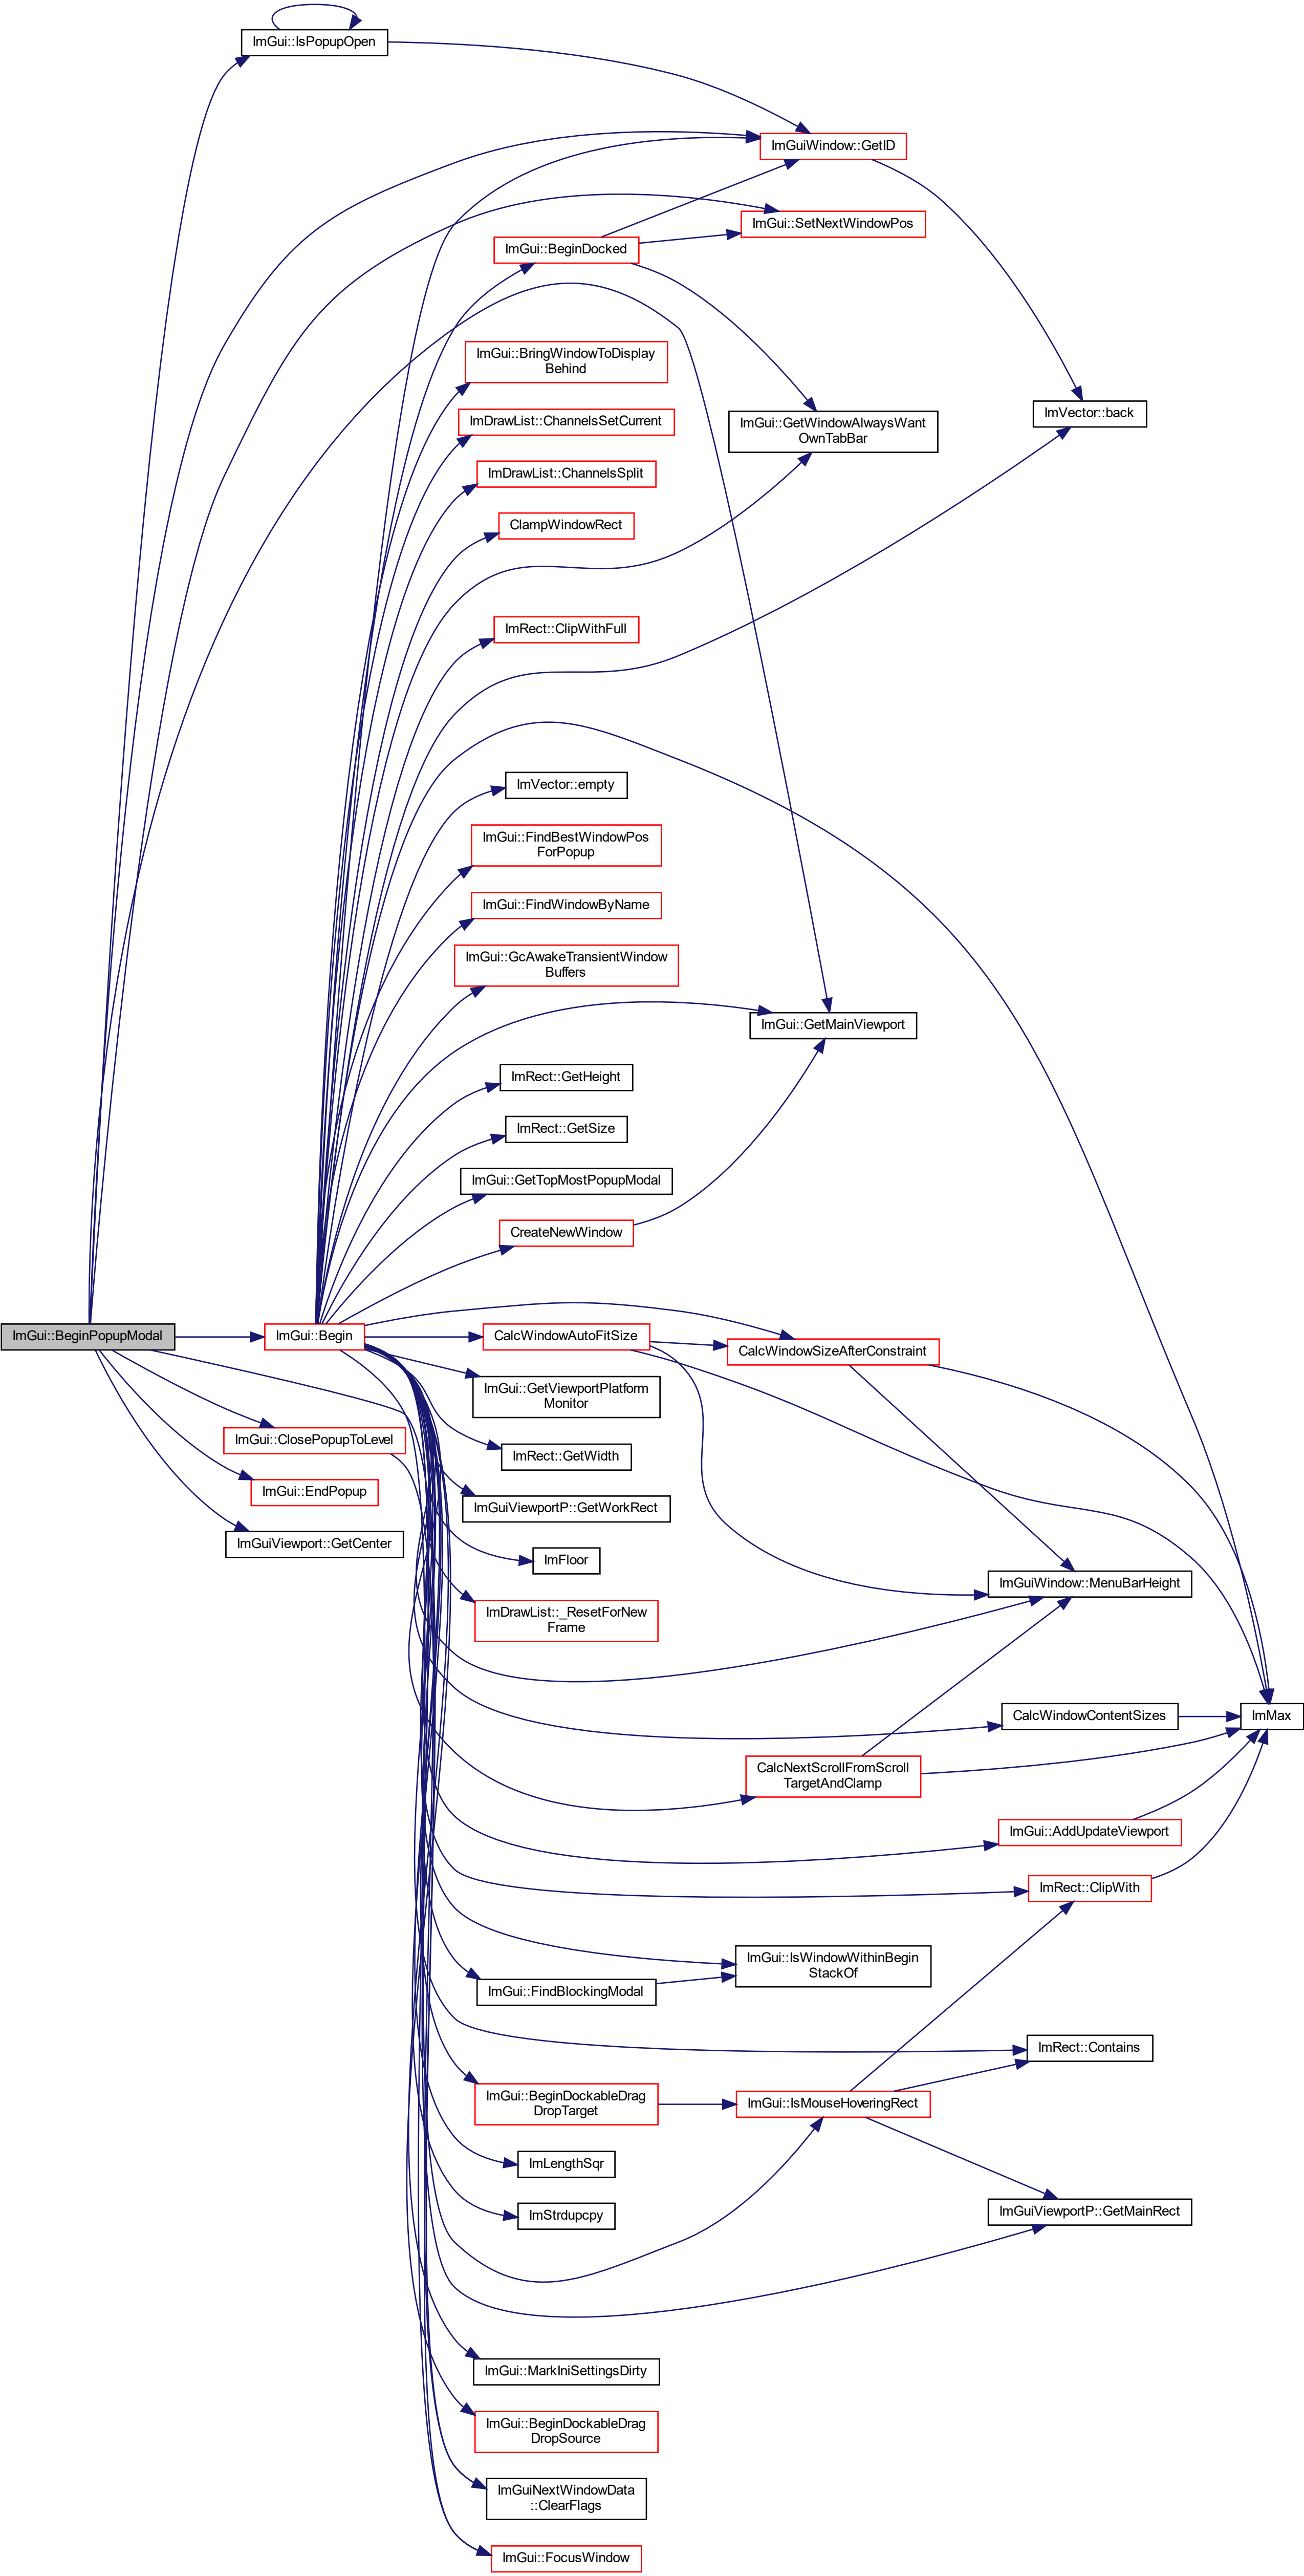 ImGui::IsPopupOpen
ImGuiWindow::GetID
ImGui::SetNextWindowPos
ImGui::BeginDocked
ImGui::BringWindowToDisplay
Behind
ImVector::back
ImDrawList::ChannelsSetCurrent
ImGui::GetWindowAlwaysWant
OwnTabBar
ImDrawList::ChannelsSplit
ClampWindowRect
ImRect::ClipWithFull
ImVector::empty
ImGui::FindBestWindowPos
ForPopup
ImGui::FindWindowByName
ImGui::GcAwakeTransientWindow
Buffers
ImGui::GetMainViewport
ImRect::GetHeight
ImRect::GetSize
ImGui::GetTopMostPopupModal
CreateNewWindow
ImGui::BeginPopupModal
ImGui::Begin
CalcWindowAutoFitSize
CalcWindowSizeAfterConstraint
ImGui::GetViewportPlatform
Monitor
ImGui::ClosePopupToLevel
ImRect::GetWidth
ImGui::EndPopup
ImGuiViewportP::GetWorkRect
ImGuiViewport::GetCenter
ImFloor
ImGuiWindow::MenuBarHeight
ImDrawList::_ResetForNew
Frame
CalcWindowContentSizes
ImMax
CalcNextScrollFromScroll
TargetAndClamp
ImGui::AddUpdateViewport
ImRect::ClipWith
ImGui::IsWindowWithinBegin
StackOf
ImGui::FindBlockingModal
ImRect::Contains
ImGui::BeginDockableDrag
DropTarget
ImGui::IsMouseHoveringRect
ImLengthSqr
ImStrdupcpy
ImGuiViewportP::GetMainRect
ImGui::MarkIniSettingsDirty
ImGui::BeginDockableDrag
DropSource
ImGuiNextWindowData
::ClearFlags
ImGui::FocusWindow